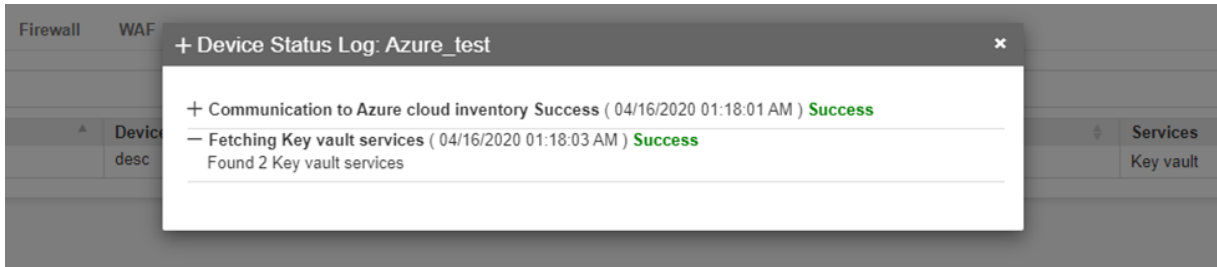 Firewall WAF
+ Device Status Log: Azure_test ×
+ Communication to Azure cloud inventory Success ( 04/16/2020 01:18:01 AM ) Success
Device Services
− Fetching Key vault services ( 04/16/2020 01:18:03 AM ) Success
desc Key vault
Found 2 Key vault services